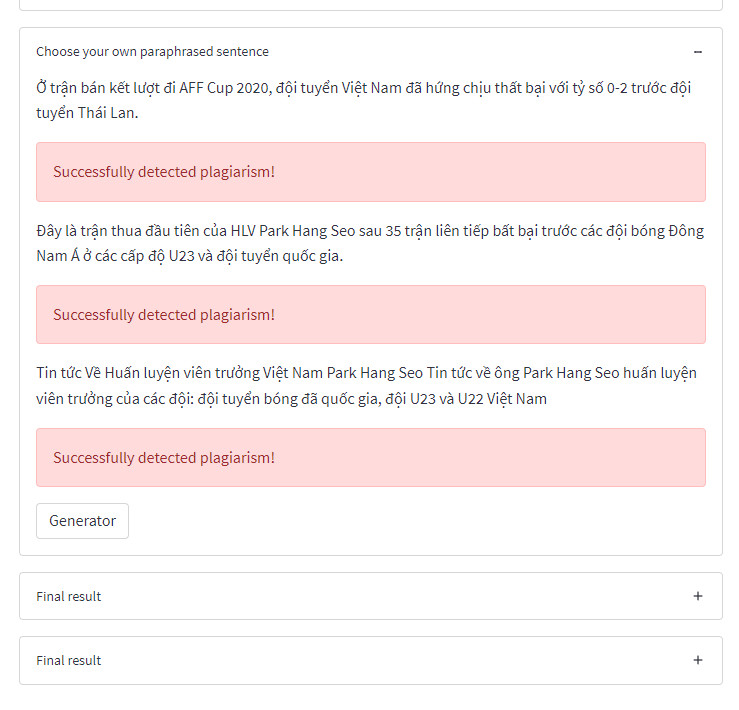 Choose your own paraphrased sentence
Ở trận bán kết lượt đi AFF Cup 2020, đội tuyển Việt Nam đã hứng chịu thất bại với tỷ số 0-2 trước đội
tuyển Thái Lan.
Successfully detected plagiarism!
Đây là trận thua đầu tiên của HLV Park Hang Seo sau 35 trận liên tiếp bất bại trước các đội bóng Đông
Nam Á ở các cấp độ U23 và đội tuyển quốc gia.
Successfully detected plagiarism!
Tin tức Về Huấn luyện viên trưởng Việt Nam Park Hang Seo Tin tức về ông Park Hang Seo huấn luyện
viên trưởng của các đội: đội tuyển bóng đã quốc gia, đội U23 và U22 Việt Nam
Successfully detected plagiarism!
Generator
Final result
Final result